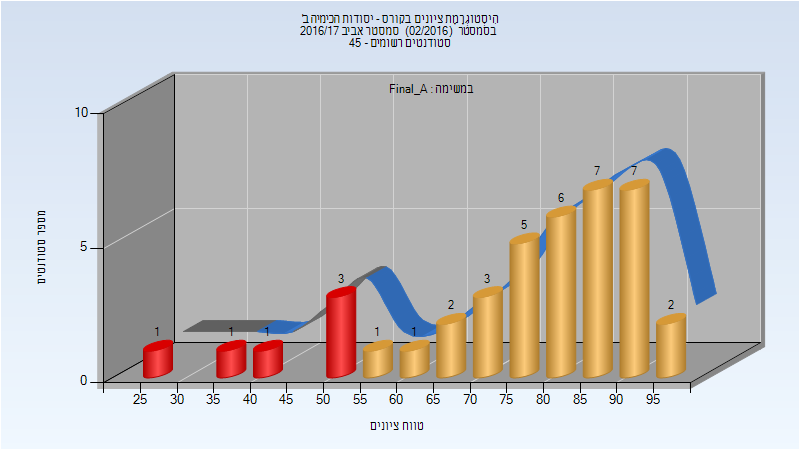 היסטוגרמת ציונים בקורס - יסודות הכימיה ב'
בסמסטר (02/2016) סמסטר אביב 2016/17
סטודנטים רשומים - 45
במשימה : Final_A
מספר סטודנטים
10
5
0
1
1
1
3
1
1
2
3
5
6
7
7
2
25 30 35 40 45 50 55 60 65 70 75 80 85 90 95
טווח ציונים